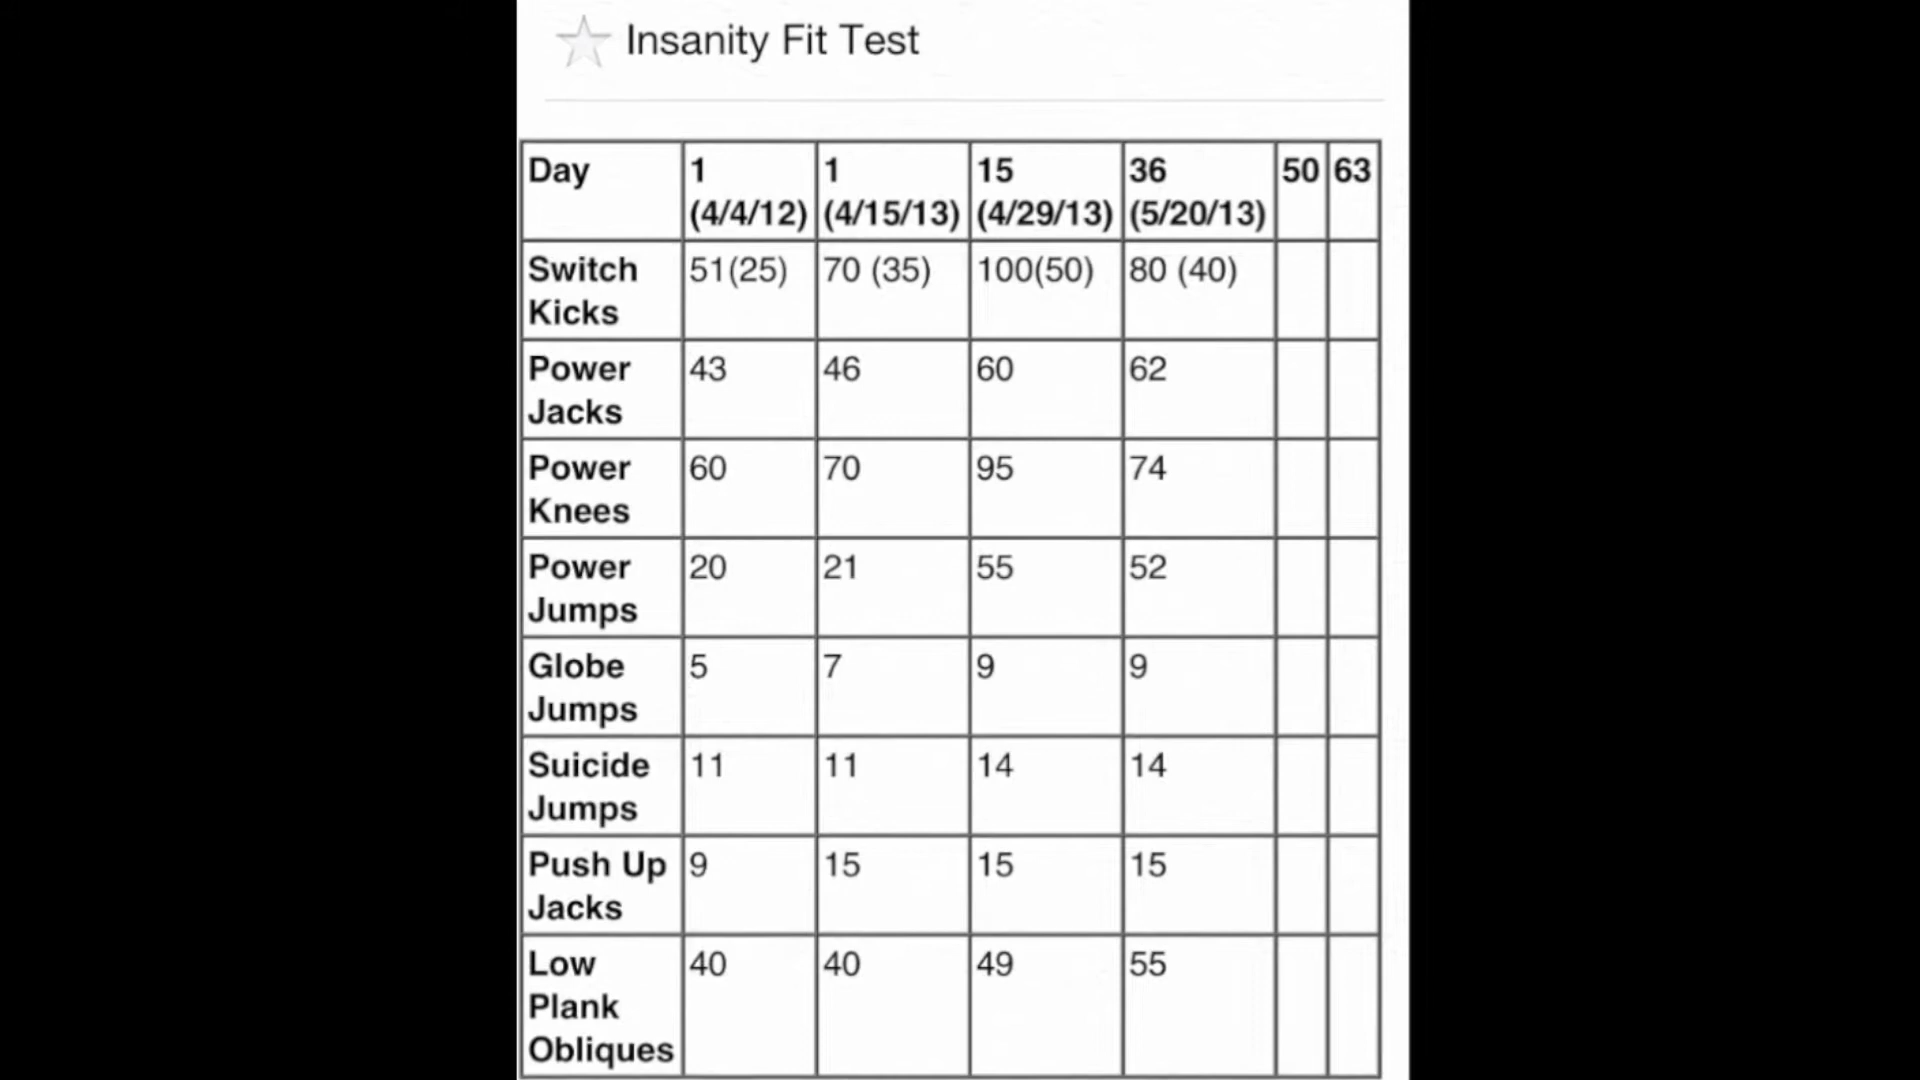 Insanity Fit Test
Day 1 1 15 36 50 63
(4/4/12) (4/15/13) (4/29/13) (5/20/13)
Switch 51(25) 70 (35) 100(50) 80 (40)
Kicks
Power 43 46 60 62
Jacks
Power 60 70 95 74
Knees
Power 20 21 55 52
Jumps
Globe 5 7 9 9
Jumps
Suicide 11 11 14 14
Jumps
Push Up 9 15 15 15
Jacks
Low 40 40 49 55
Plank
Obliques